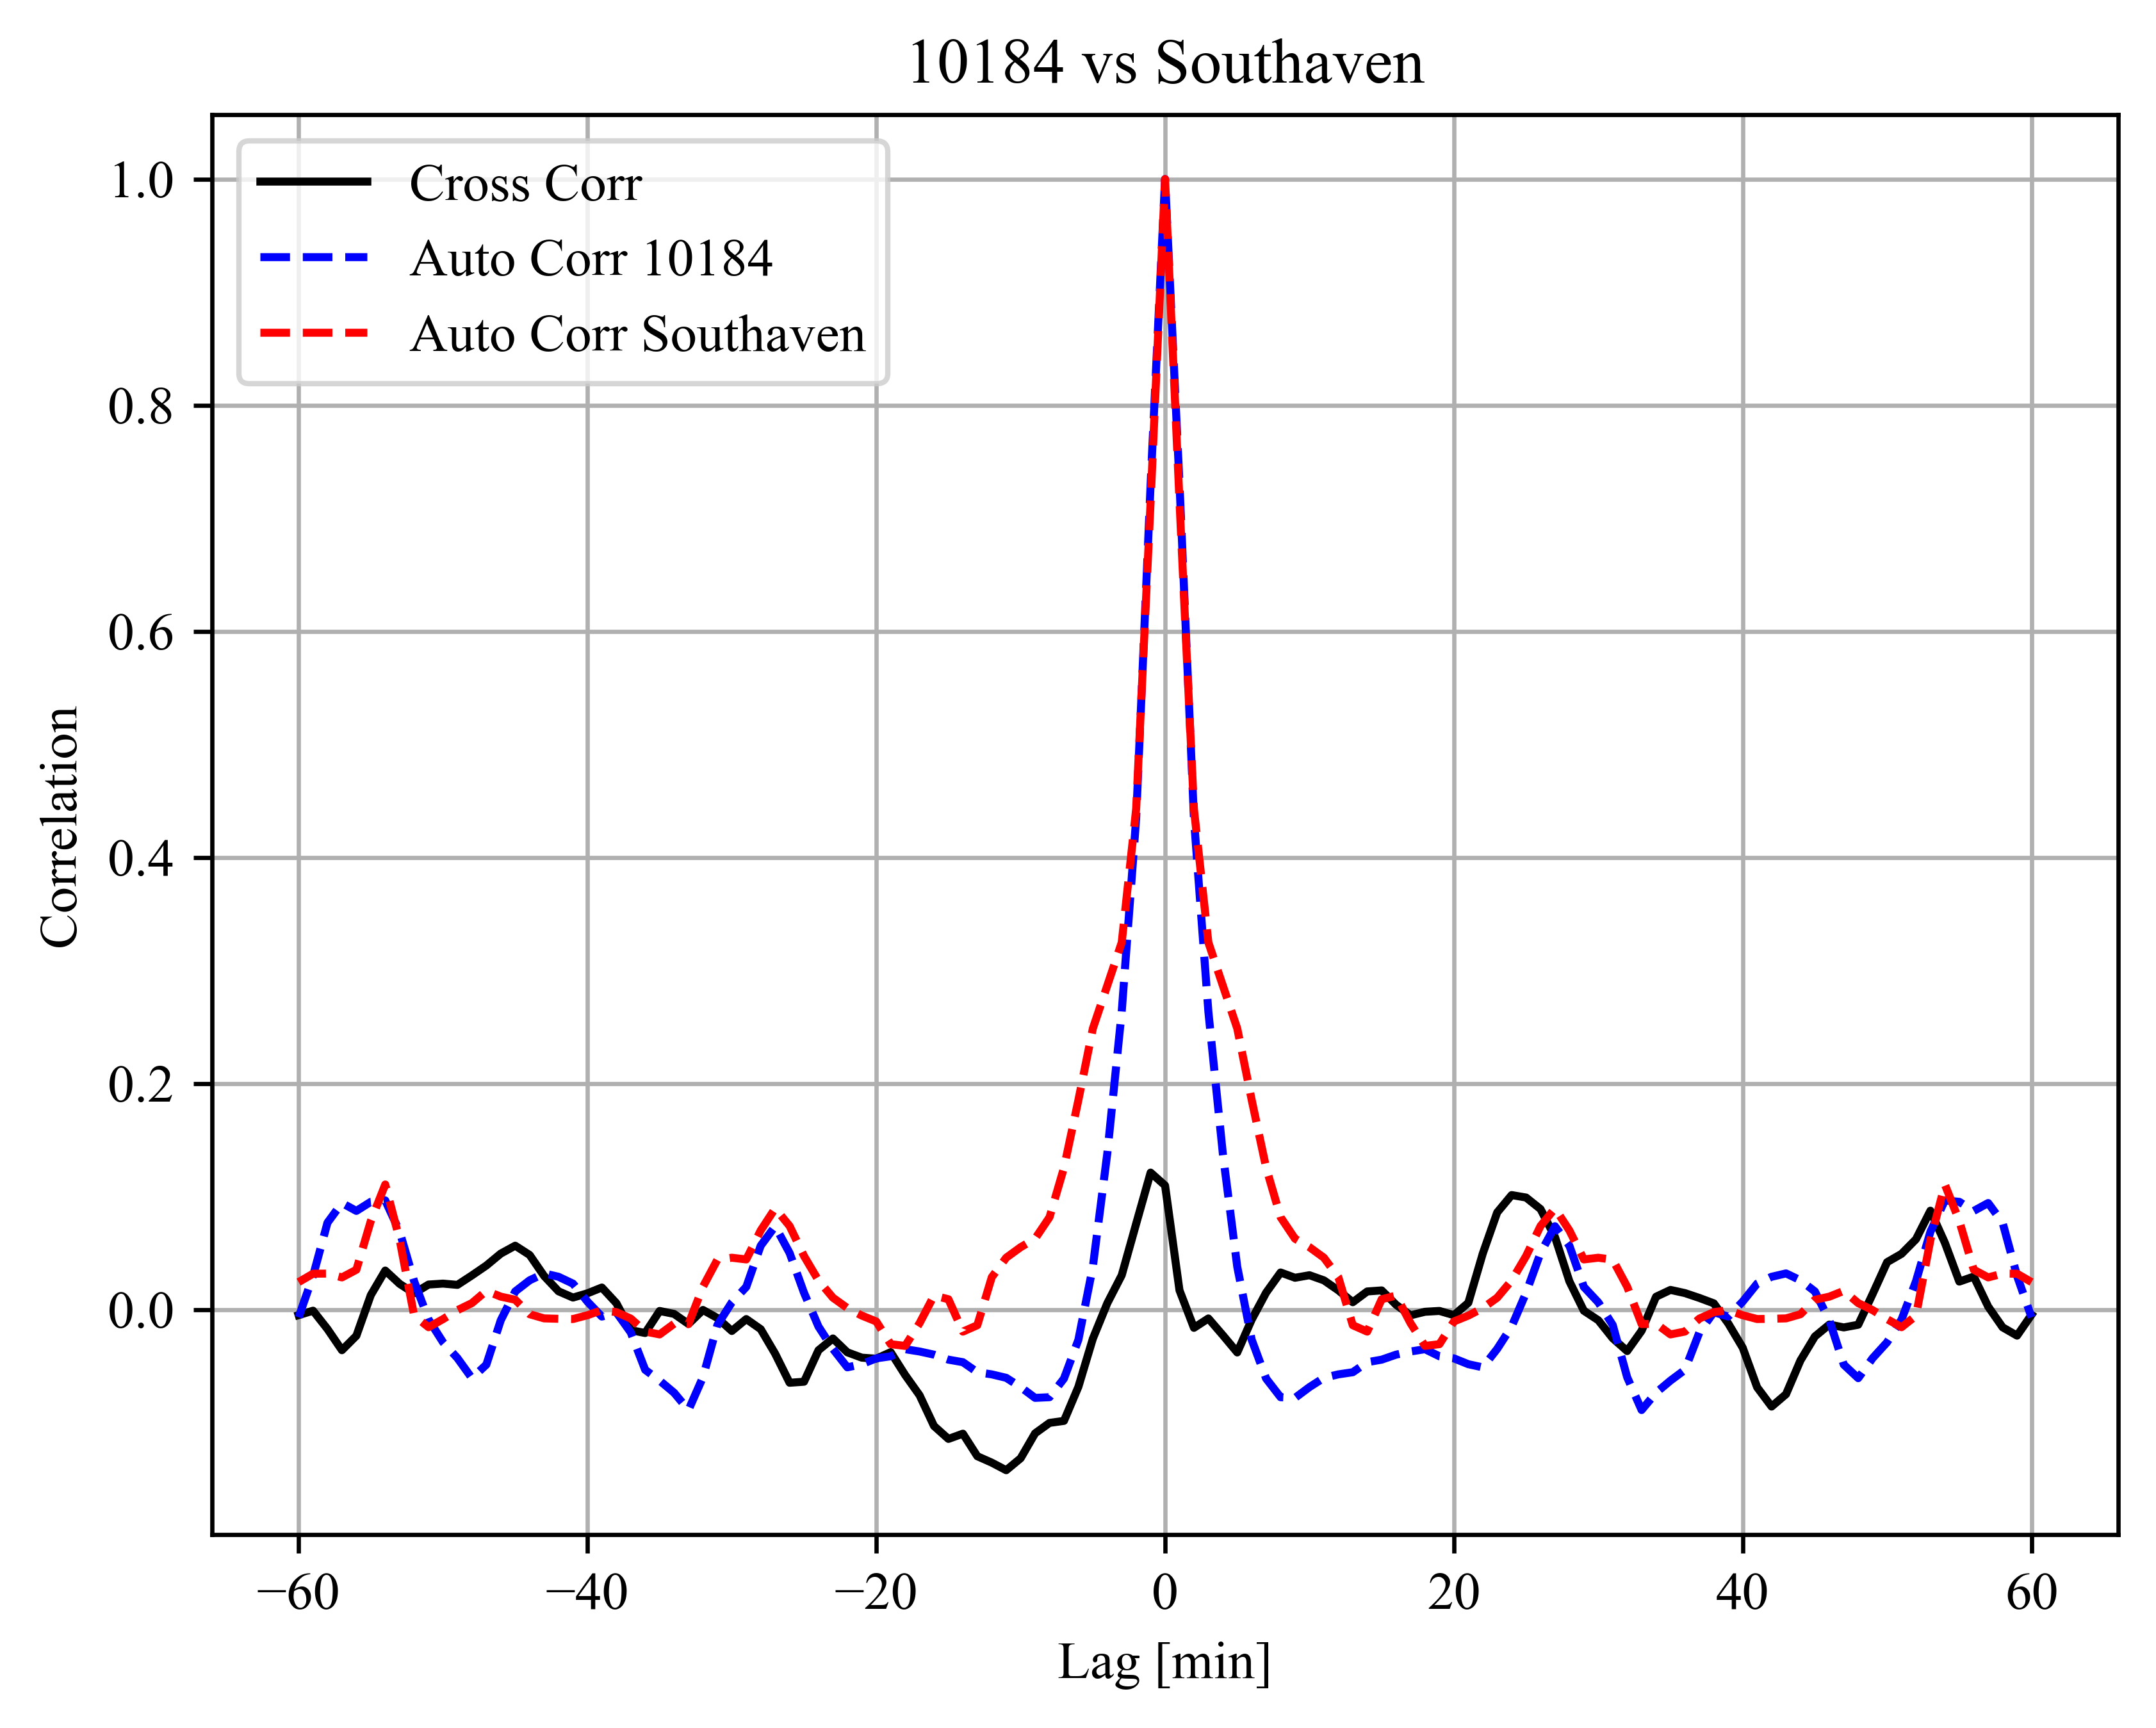 10184 vs Southaven
Cross Corr
Auto Corr 10184
Auto Corr Southaven
1.0
0.8
0.6
0.4
0.2
0.0
Correlation
−60 −40 −20 0 20 40 60
Lag [min]